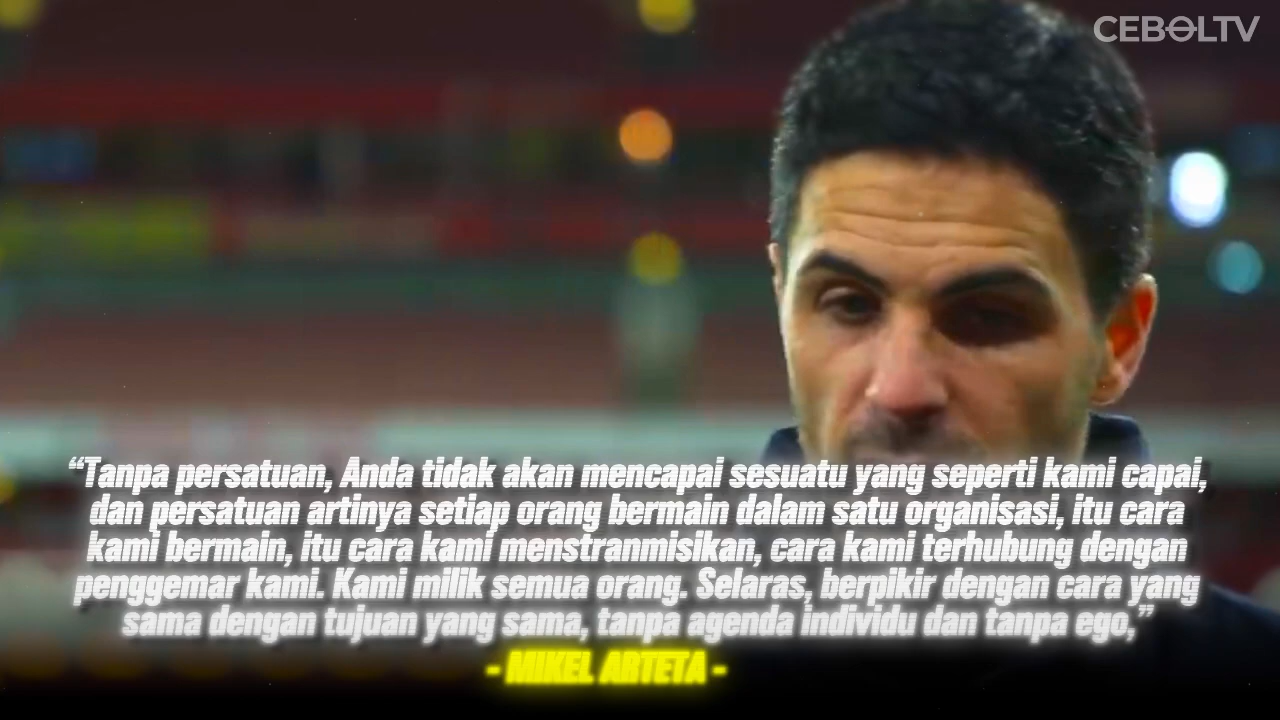 CEBOLTV
“Tanpa persatuan, Anda tidak akan mencapai sesuatu yang seperti kami capai,
dan persatuan artinya setiap orang bermain dalam satu organisasi, itu cara
kami bermain, itu cara kami menstranmisikan, cara kami terhubung dengan
penggemar kami. Kami milik semua orang. Selaras, berpikir dengan cara yang
sama dengan tujuan yang sama, tanpa agenda individu dan tanpa ego,”
- MIKEL ARTETA -